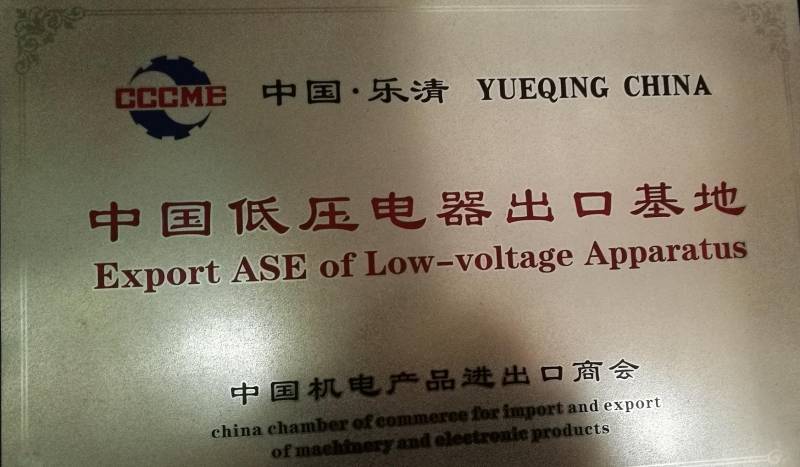 CCCME 中国·乐清 YUEQING CHINA
中国低压电器出口基地
Export ASE of Low-voltage Apparatus
中国机电产品进出口商会
china chamber of commerce for import and export
of machinery and electronic products